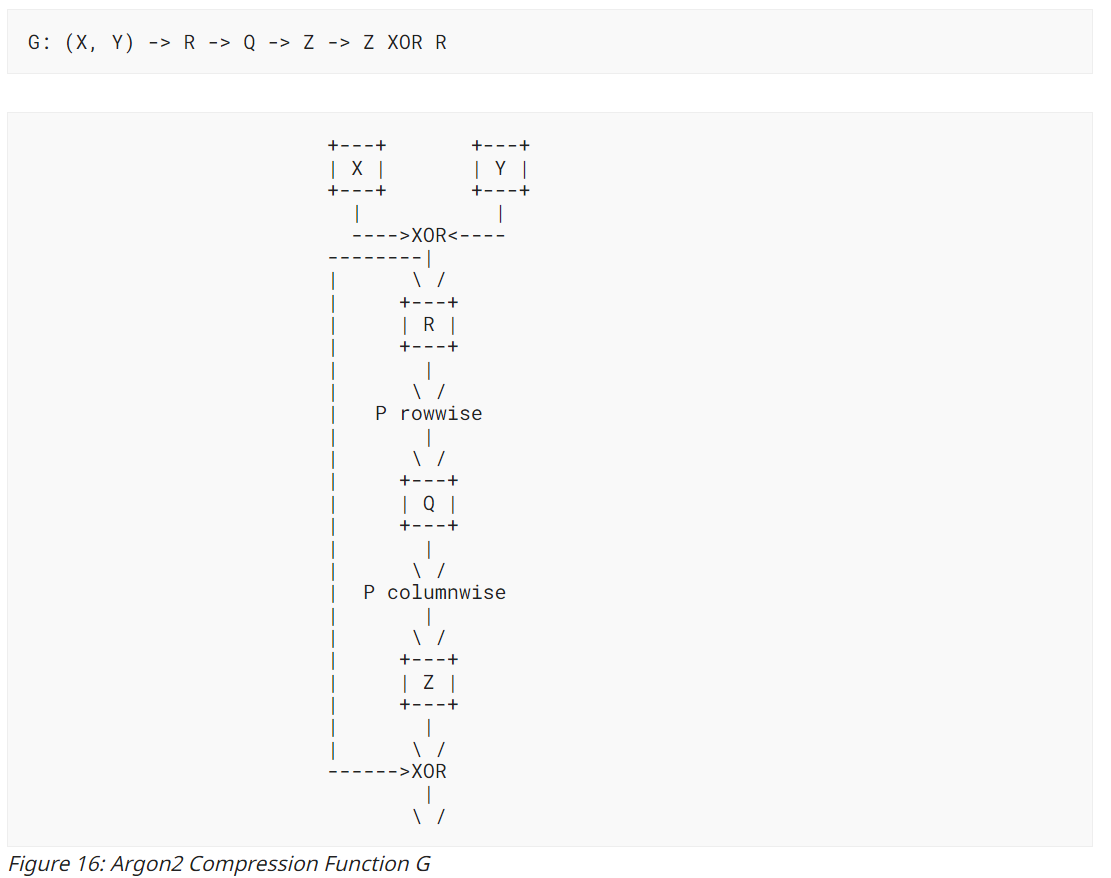 G: (X, Y) -> R -> Q -> Z -> Z XOR R
                           +---+       +---+
                           | X |       | Y |
                           +---+       +---+
                             |           |
                             ---->XOR<----
                           --------|
                           |      \ /
                           |     +---+
                           |     | R |
                           |     +---+
                           |       |
                           |      \ /
                           |   P rowwise
                           |       |
                           |      \ /
                           |     +---+
                           |     | Q |
                           |     +---+
                           |       |
                           |      \ /
                           |  P columnwise
                           |       |
                           |      \ /
                           |     +---+
                           |     | Z |
                           |     +---+
                           |       |
                           |      \ /
                           ------>XOR
                                   |
                                  \ /
Figure 16: Argon2 Compression Function G